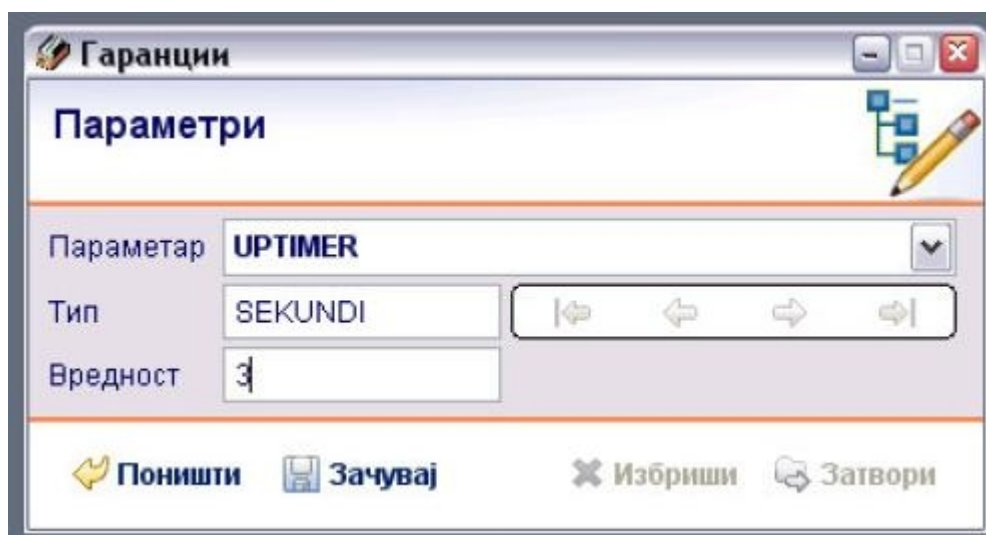 Гаранции
Параметри
Параметар UPTIMER
Тип SEKUNDI
Вредност 3
Поништи Зачувај Избриши Затвори